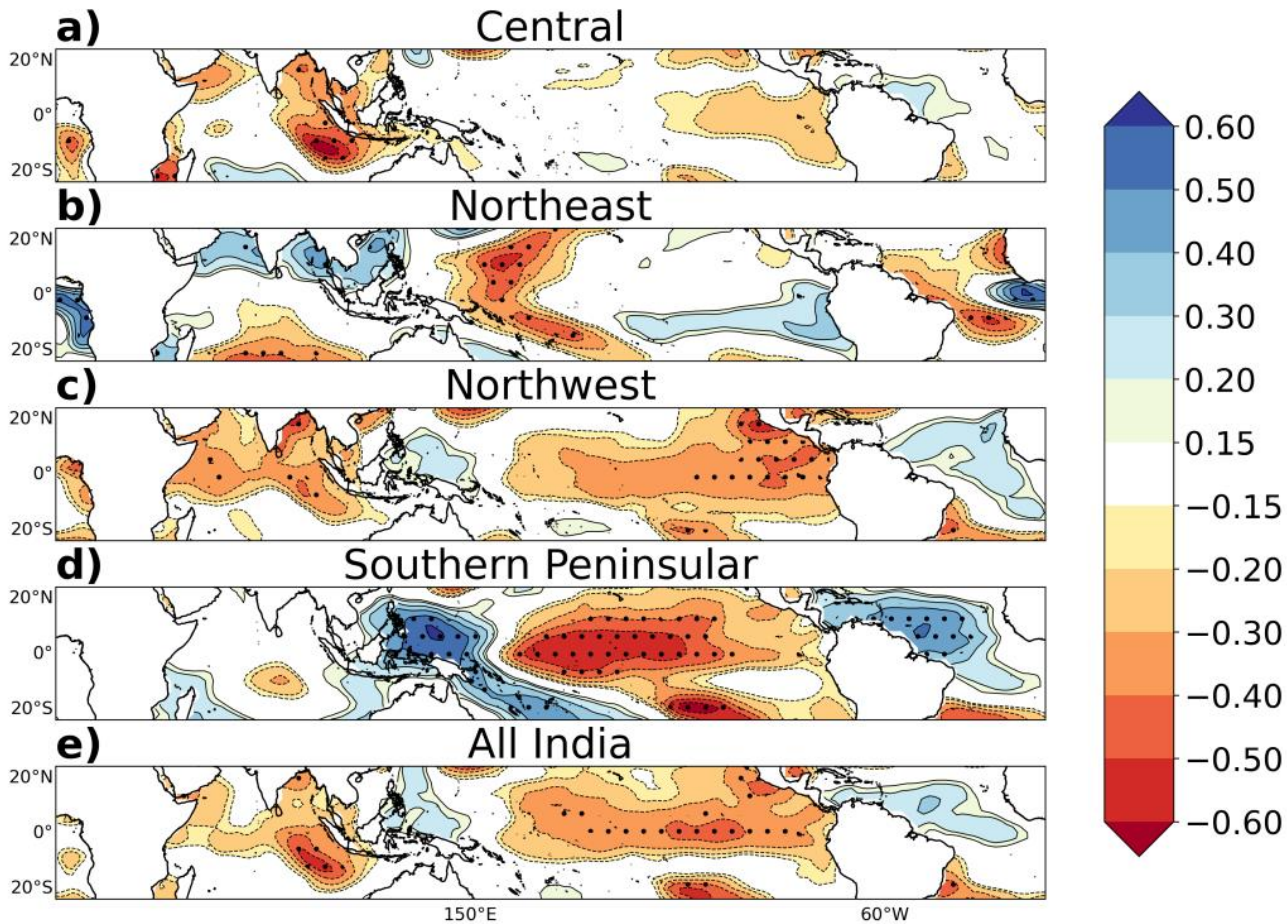 a) Central
20°N
0°
20°S
b) Northeast
20°N
0°
20°S
c) Northwest
20°N
0°
20°S
d) Southern Peninsular
20°N
0°
20°S
e) All India
20°N
0°
20°S
150°E 60°W
0.60
0.50
0.40
0.30
0.20
0.15
−0.15
−0.20
−0.30
−0.40
−0.50
−0.60